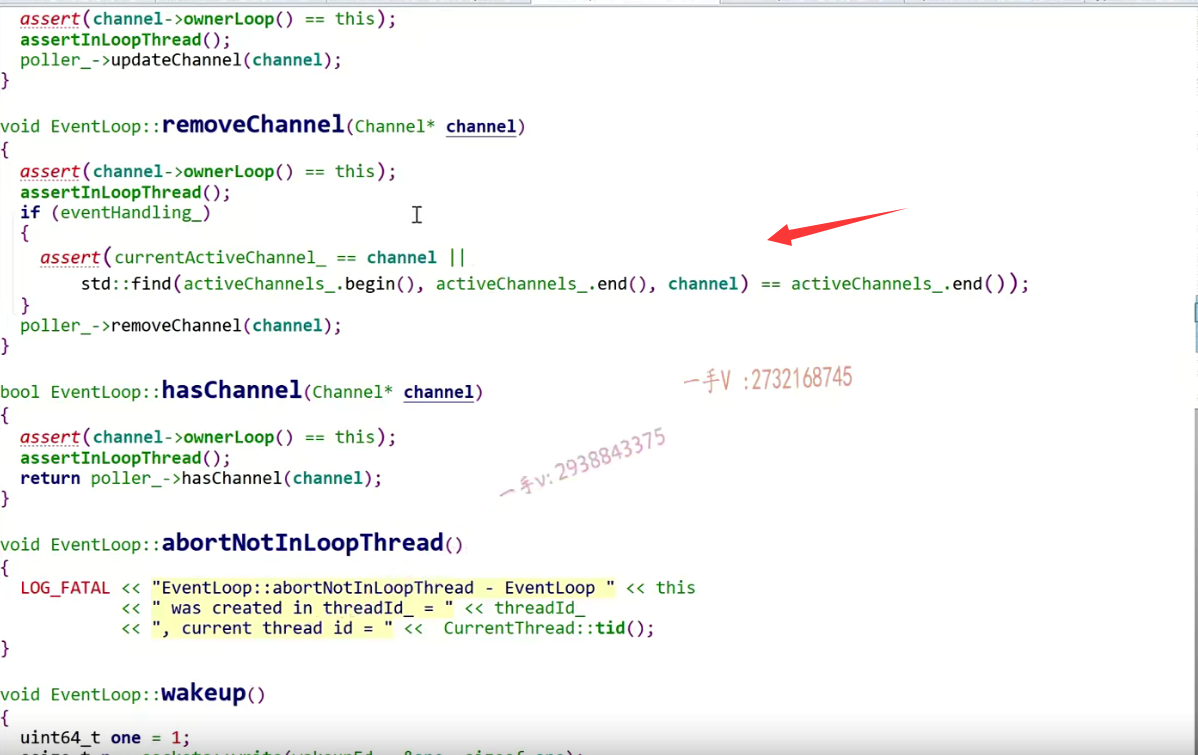 assert(channel->ownerLoop() == this);
assertInLoopThread();
poller_->updateChannel(channel);
}
void EventLoop::removeChannel(Channel* channel)
{
assert(channel->ownerLoop() == this);
assertInLoopThread();
if (eventHandling_)
{
assert(currentActiveChannel_ == channel ||
std::find(activeChannels_.begin(), activeChannels_.end(), channel) == activeChannels_.end());
}
poller_->removeChannel(channel);
}
一手V :2732168745
bool EventLoop::hasChannel(Channel* channel)
{
assert(channel->ownerLoop() == this);
assertInLoopThread();
return poller_->hasChannel(channel);
}
一手v: 2938843375
void EventLoop::abortNotInLoopThread()
{
LOG_FATAL << "EventLoop::abortNotInLoopThread - EventLoop " << this
<< " was created in threadId_ = " << threadId_
<< ", current thread id = " << CurrentThread::tid();
}
void EventLoop::wakeup()
{
uint64_t one = 1;